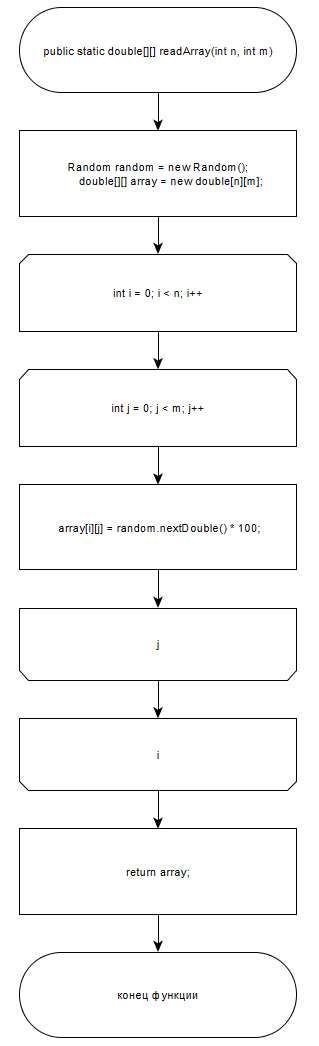 public static double[][] readArray(int n, int m)
Random random = new Random();
double[][] array = new double[n][m];
int i = 0; i < n; i++
int j = 0; j < m; j++
array[i][j] = random.nextDouble() * 100;
j
i
return array;
конец функции